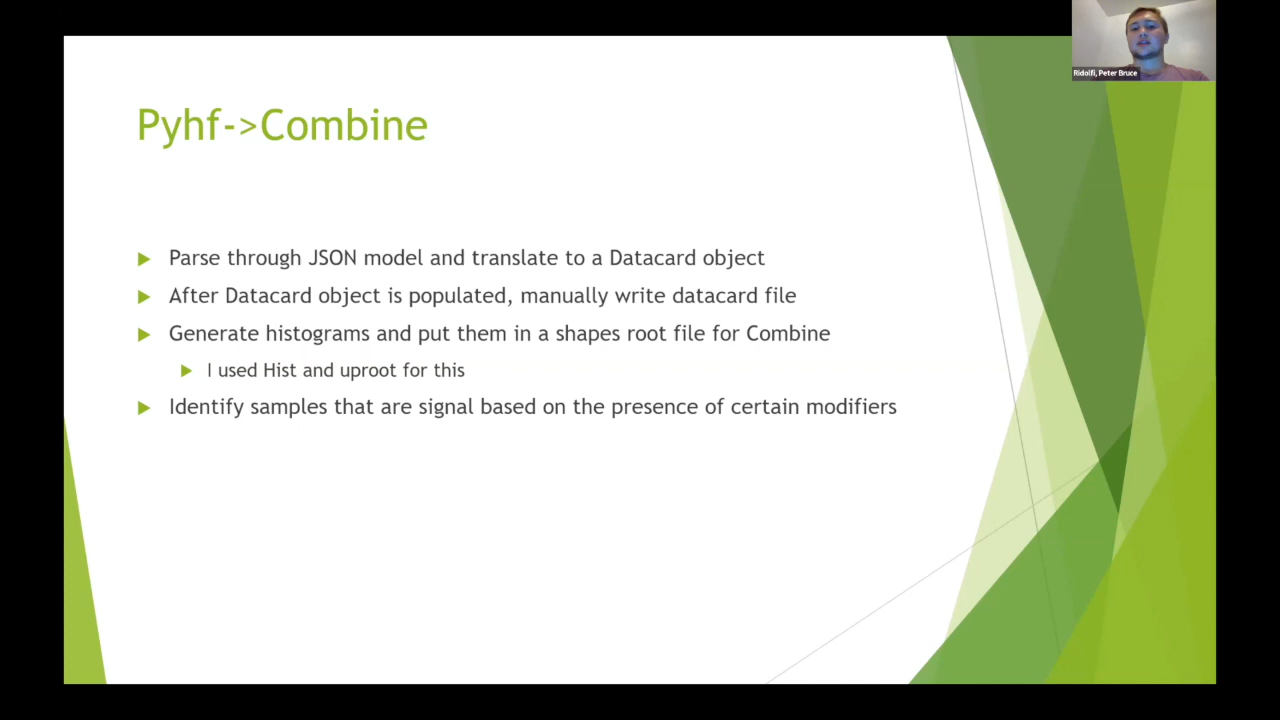 Ridolfi, Peter Bruce
Pyhf->Combine
Parse through JSON model and translate to a Datacard object
After Datacard object is populated, manually write datacard file
Generate histograms and put them in a shapes root file for Combine
I used Hist and uproot for this
Identify samples that are signal based on the presence of certain modifiers